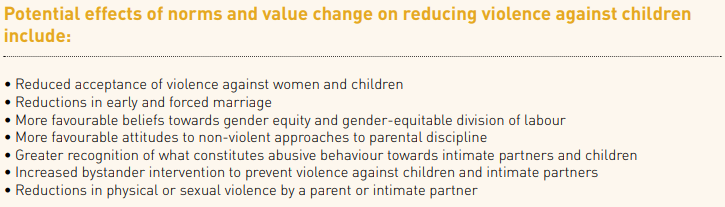 Potential effects of norms and value change on reducing violence against children
include:
• Reduced acceptance of violence against women and children
• Reductions in early and forced marriage
• More favourable beliefs towards gender equity and gender-equitable division of labour
• More favourable attitudes to non-violent approaches to parental discipline
• Greater recognition of what constitutes abusive behaviour towards intimate partners and children
• Increased bystander intervention to prevent violence against children and intimate partners
• Reductions in physical or sexual violence by a parent or intimate partner